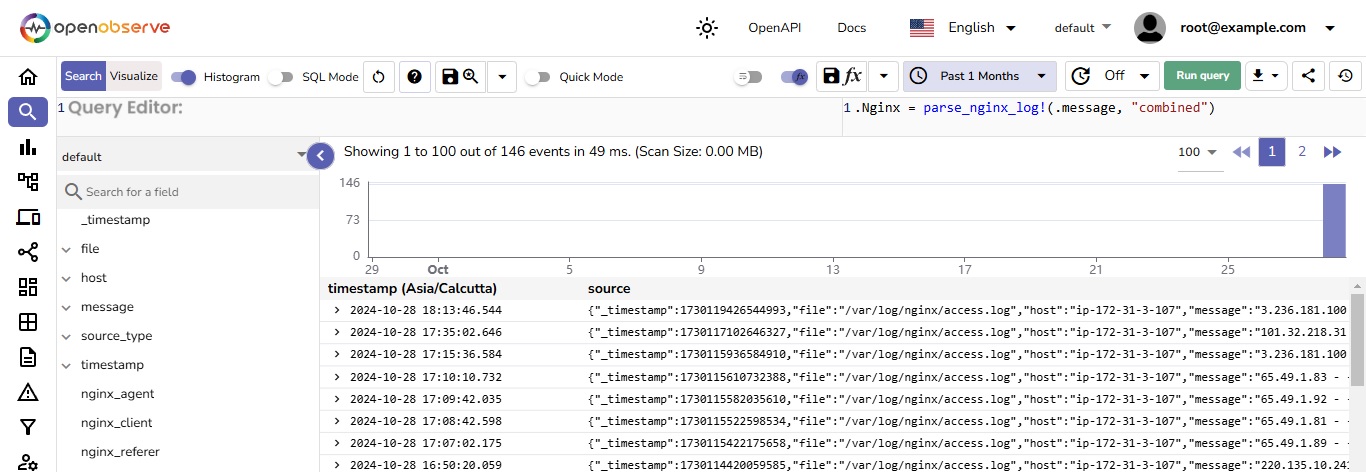 openobserve OpenAPI Docs English default root@example.com
Search Visualize Histogram SQL Mode Quick Mode fx fx Past 1 Months Off Run query
1 Query Editor:
1 .Nginx = parse_nginx_log!(.message, "combined")
default
Showing 1 to 100 out of 146 events in 49 ms. (Scan Size: 0.00 MB) 100 1 2
Search for a field
_timestamp
file
host
message
source_type
timestamp
nginx_agent
nginx_client
nginx_referer
146
73
0
29 Oct 5 9 13 17 21 25
timestamp (Asia/Calcutta) source
2024-10-28 18:13:46.544 {"_timestamp":1730119426544993,"file":"/var/log/nginx/access.log","host":"ip-172-31-3-107","message":"3.236.181.100
2024-10-28 17:35:02.646 {"_timestamp":1730117102646327,"file":"/var/log/nginx/access.log","host":"ip-172-31-3-107","message":"101.32.218.31
2024-10-28 17:15:36.584 {"_timestamp":1730115936584910,"file":"/var/log/nginx/access.log","host":"ip-172-31-3-107","message":"3.236.181.100
2024-10-28 17:10:10.732 {"_timestamp":1730115610732388,"file":"/var/log/nginx/access.log","host":"ip-172-31-3-107","message":"65.49.1.83 - -
2024-10-28 17:09:42.035 {"_timestamp":1730115582035610,"file":"/var/log/nginx/access.log","host":"ip-172-31-3-107","message":"65.49.1.92 - -
2024-10-28 17:08:42.598 {"_timestamp":1730115522598534,"file":"/var/log/nginx/access.log","host":"ip-172-31-3-107","message":"65.49.1.81 - -
2024-10-28 17:07:02.175 {"_timestamp":1730115422175658,"file":"/var/log/nginx/access.log","host":"ip-172-31-3-107","message":"65.49.1.89 - -
2024-10-28 16:50:20.059 {"_timestamp":1730114420059585,"file":"/var/log/nginx/access.log","host":"ip-172-31-3-107","message":"220.135.10.24